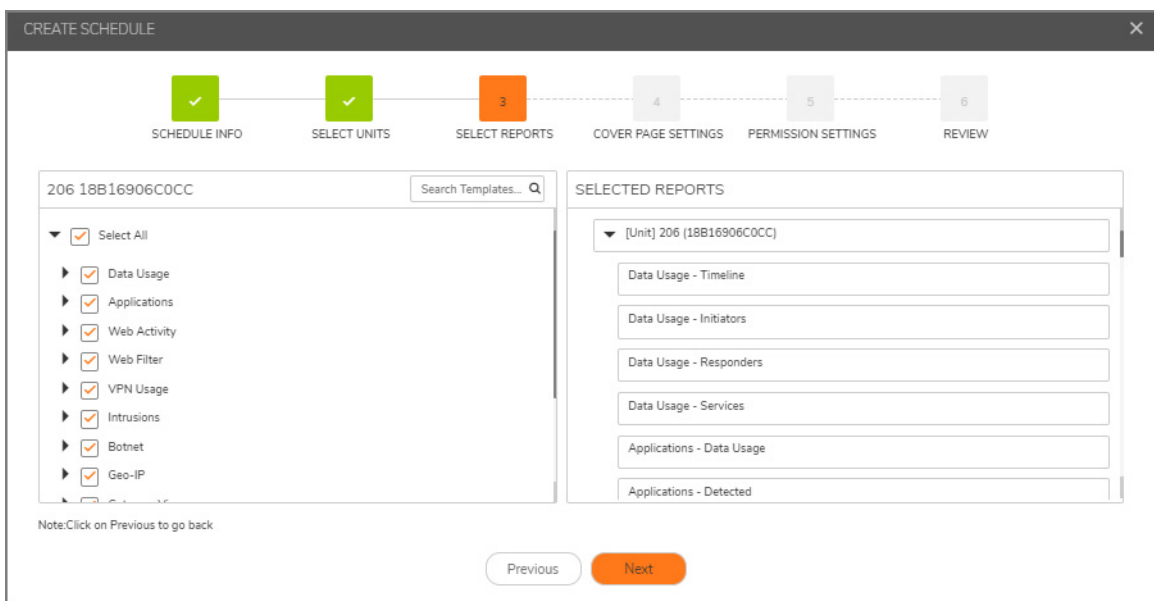 CREATE SCHEDULE
3
4
5
6
SCHEDULE INFO
SELECT UNITS
SELECT REPORTS
COVER PAGE SETTINGS
PERMISSION SETTINGS
REVIEW
206 18B16906C0CC
Search Templates...
Select All
Data Usage
Applications
Web Activity
Web Filter
VPN Usage
Intrusions
Botnet
Geo-IP
SELECTED REPORTS
[Unit] 206 (18B16906C0CC)
Data Usage - Timeline
Data Usage - Initiators
Data Usage - Responders
Data Usage - Services
Applications - Data Usage
Applications - Detected
Note:Click on Previous to go back
Previous
Next